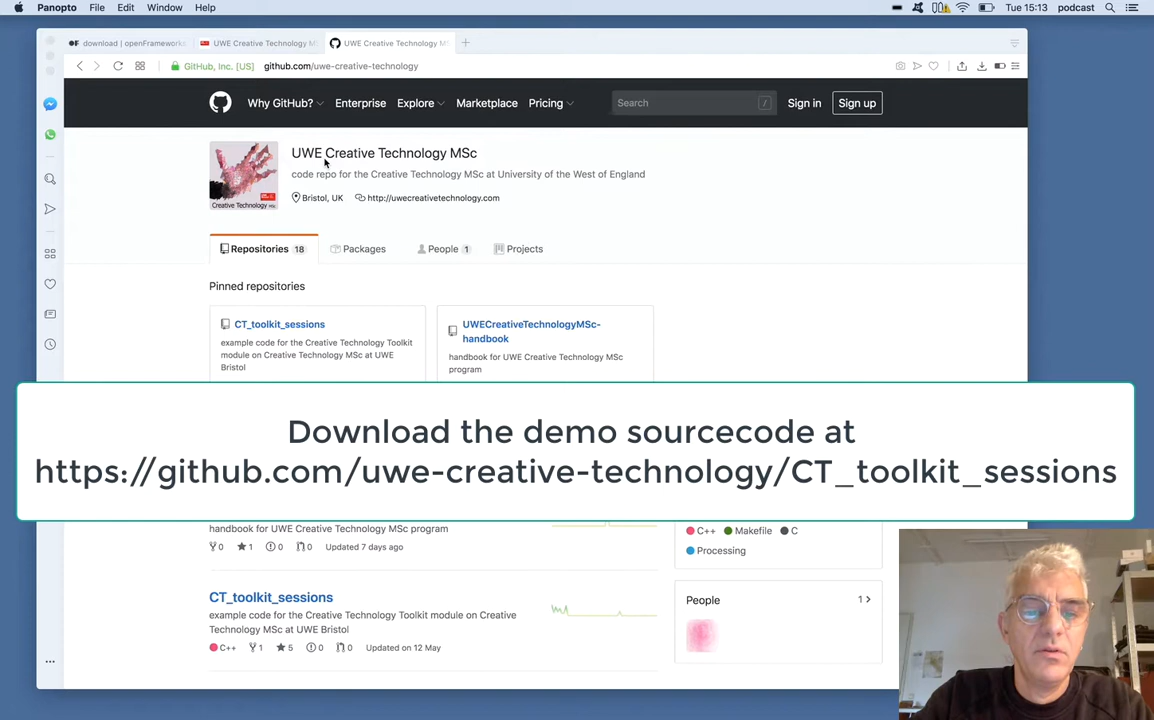 Panopto File Edit Window Help
Tue 15:13 podcast
download | openFrameworks
UWE Creative Technology M
UWE Creative Technology M
GitHub, Inc. [US] github.com/uwe-creative-technology
Why GitHub? Enterprise Explore Marketplace Pricing
Search /
Sign in Sign up
UWE Creative Technology MSc
code repo for the Creative Technology MSc at University of the West of England
Bristol, UK http://uwecreativetechnology.com
Creative Technology MSc
Repositories 18 Packages People 1 Projects
Pinned repositories
CT_toolkit_sessions
example code for the Creative Technology Toolkit
module on Creative Technology MSc at UWE
Bristol
UWECreativeTechnologyMSc-
handbook
handbook for UWE Creative Technology MSc
program
Download the demo sourcecode at
https://github.com/uwe-creative-technology/CT_toolkit_sessions
handbook for UWE Creative Technology MSc program
0 1 0 0 Updated 7 days ago
CT_toolkit_sessions
example code for the Creative Technology Toolkit module on Creative
Technology MSc at UWE Bristol
C++ 1 5 0 0 Updated on 12 May
C++ Makefile C
Processing
People 1